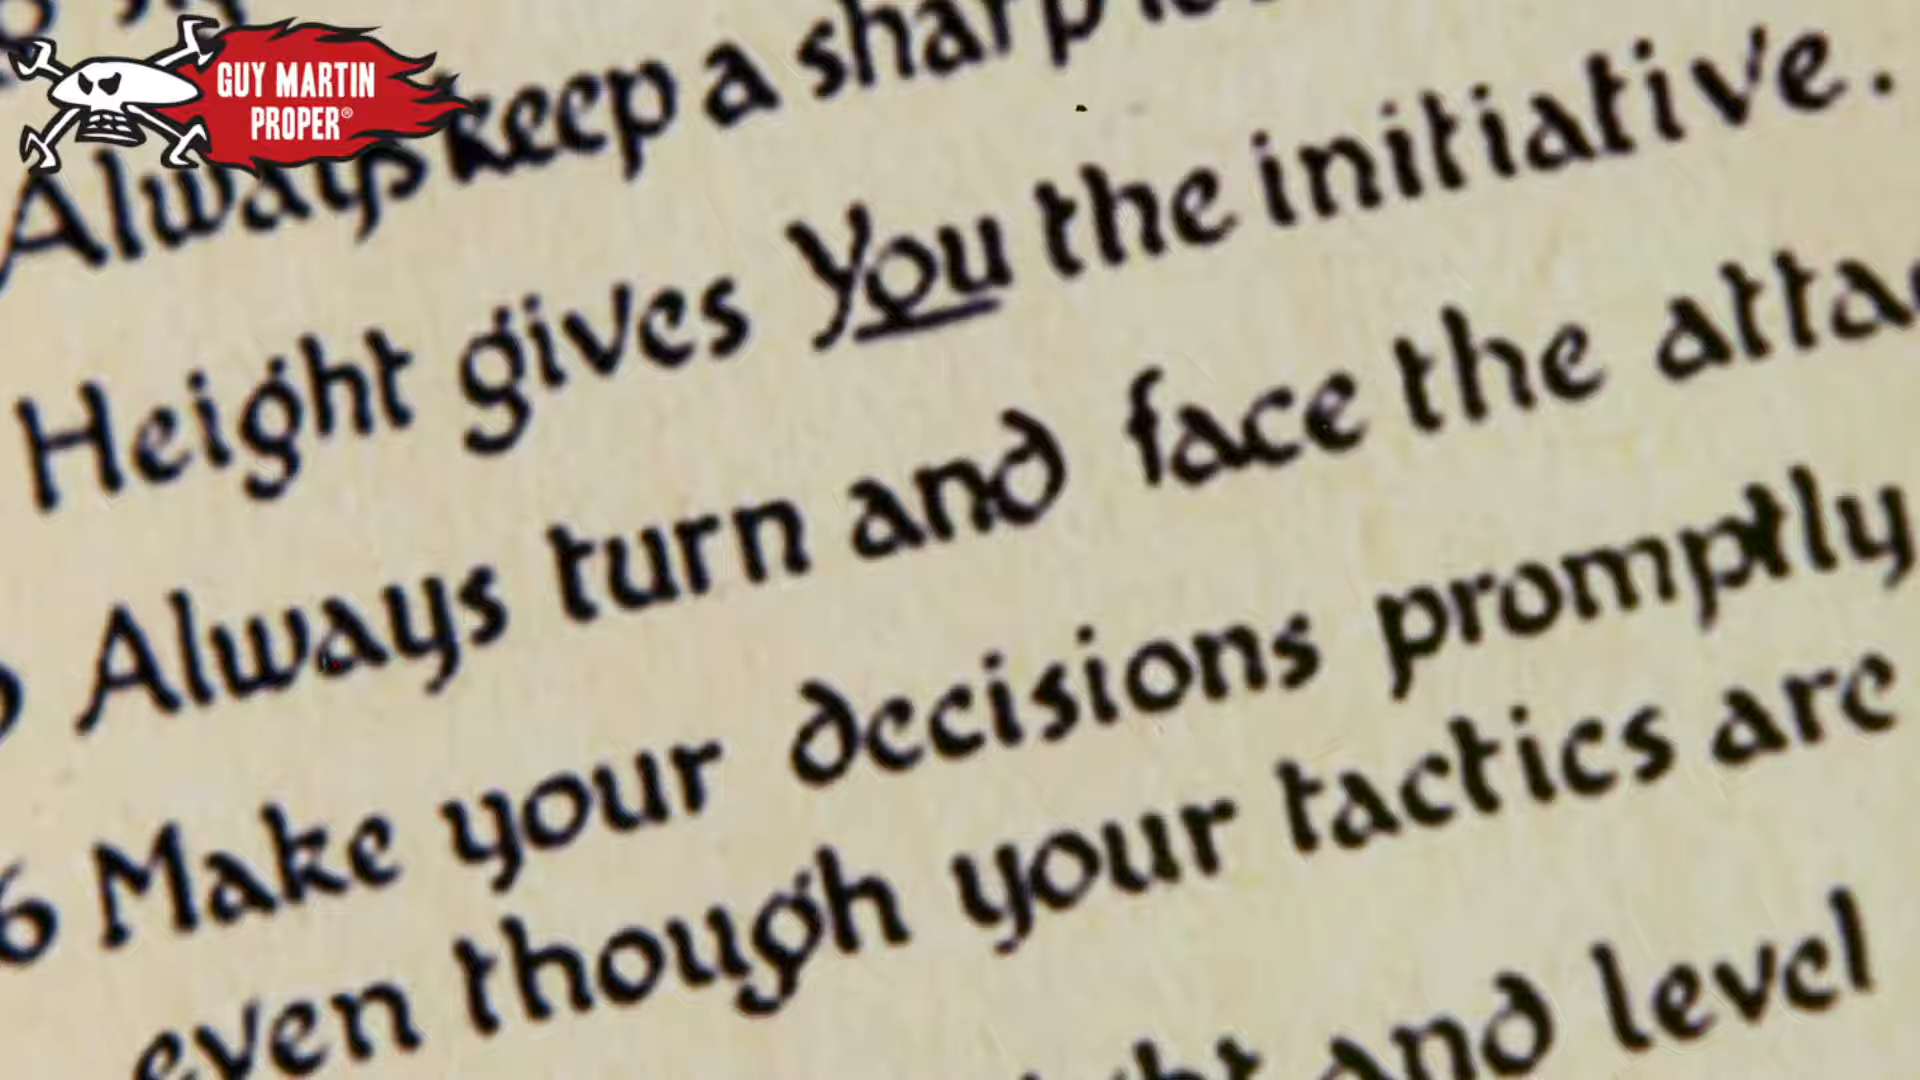 GUY MARTIN
PROPER®
Always keep a sharp
Height gives You the initiative.
Always turn and face the
6 Make your decisions promptly
even though your tactics are
and level